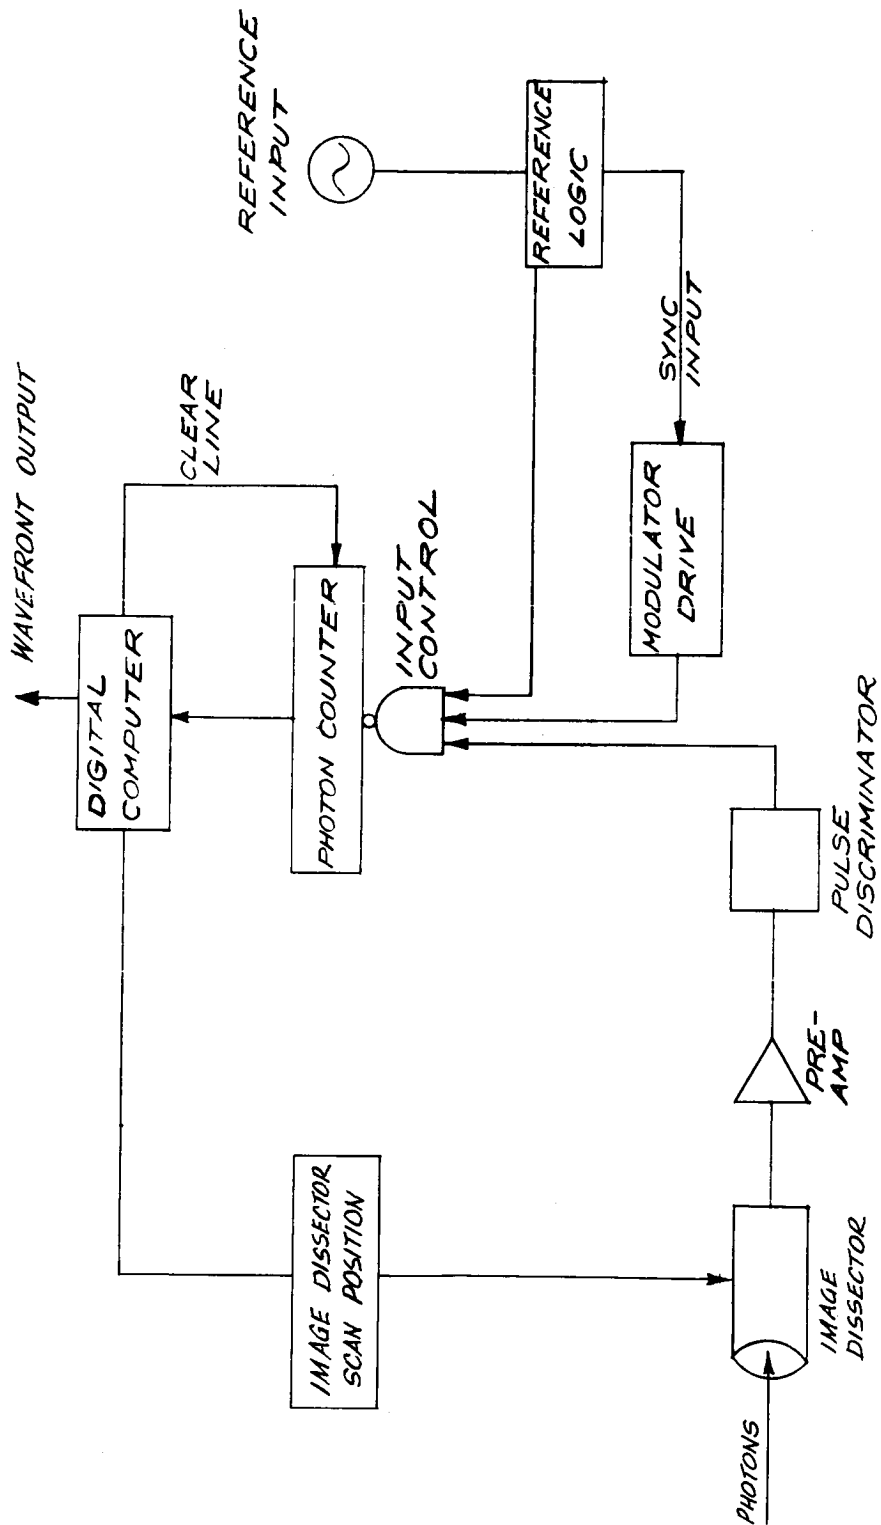 WAVEFRONT OUTPUT
REFERENCE
INPUT
DIGITAL
COMPUTER
CLEAR
LINE
IMAGE DISSECTOR
SCAN POSITION
PHOTON COUNTER
INPUT
CONTROL
REFERENCE
LOGIC
SYNC
INPUT
MODULATOR
DRIVE
PHOTONS
IMAGE
DISSECTOR
PRE-
AMP
PULSE
DISCRIMINATOR